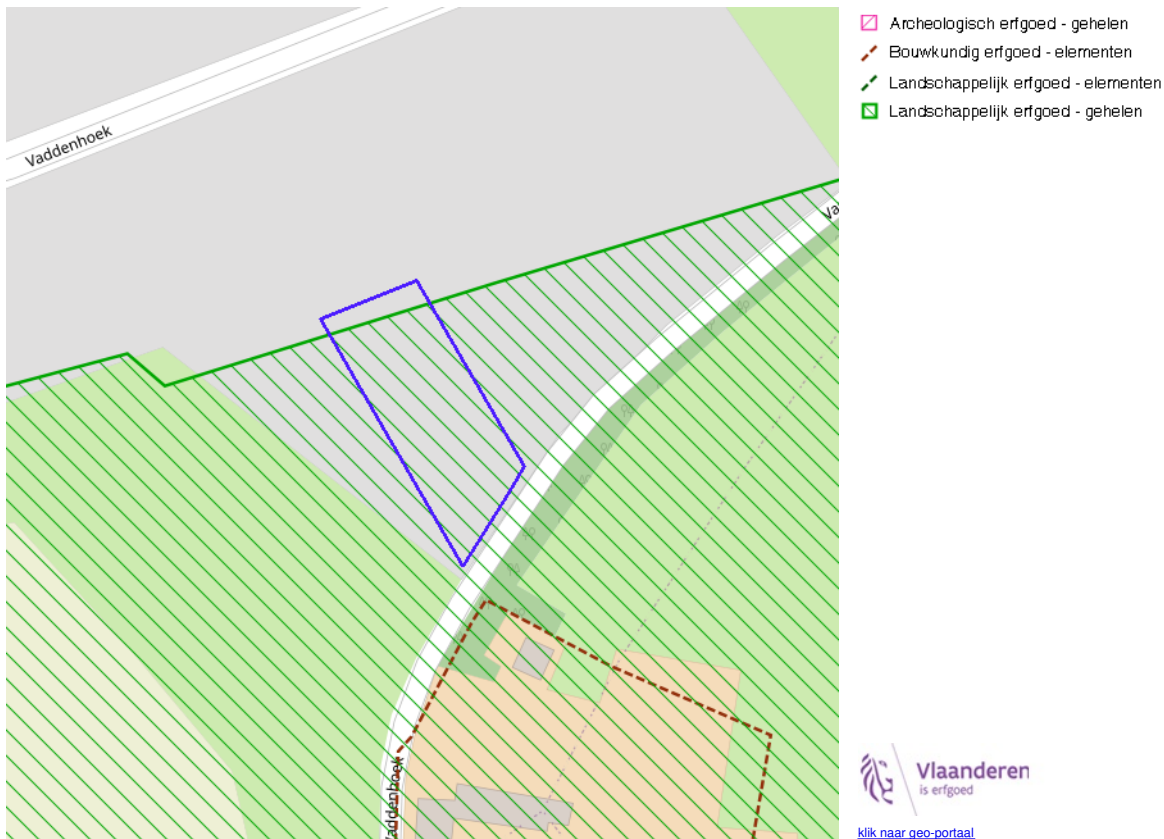 Archeologisch erfgoed - gehelen
Bouwkundig erfgoed - elementen
Landschappelijk erfgoed - elementen
Landschappelijk erfgoed - gehelen
Vaddenhoek
Va
Vaddenhoek
Vlaanderen
is erfgoed
klik naar geo-portaal